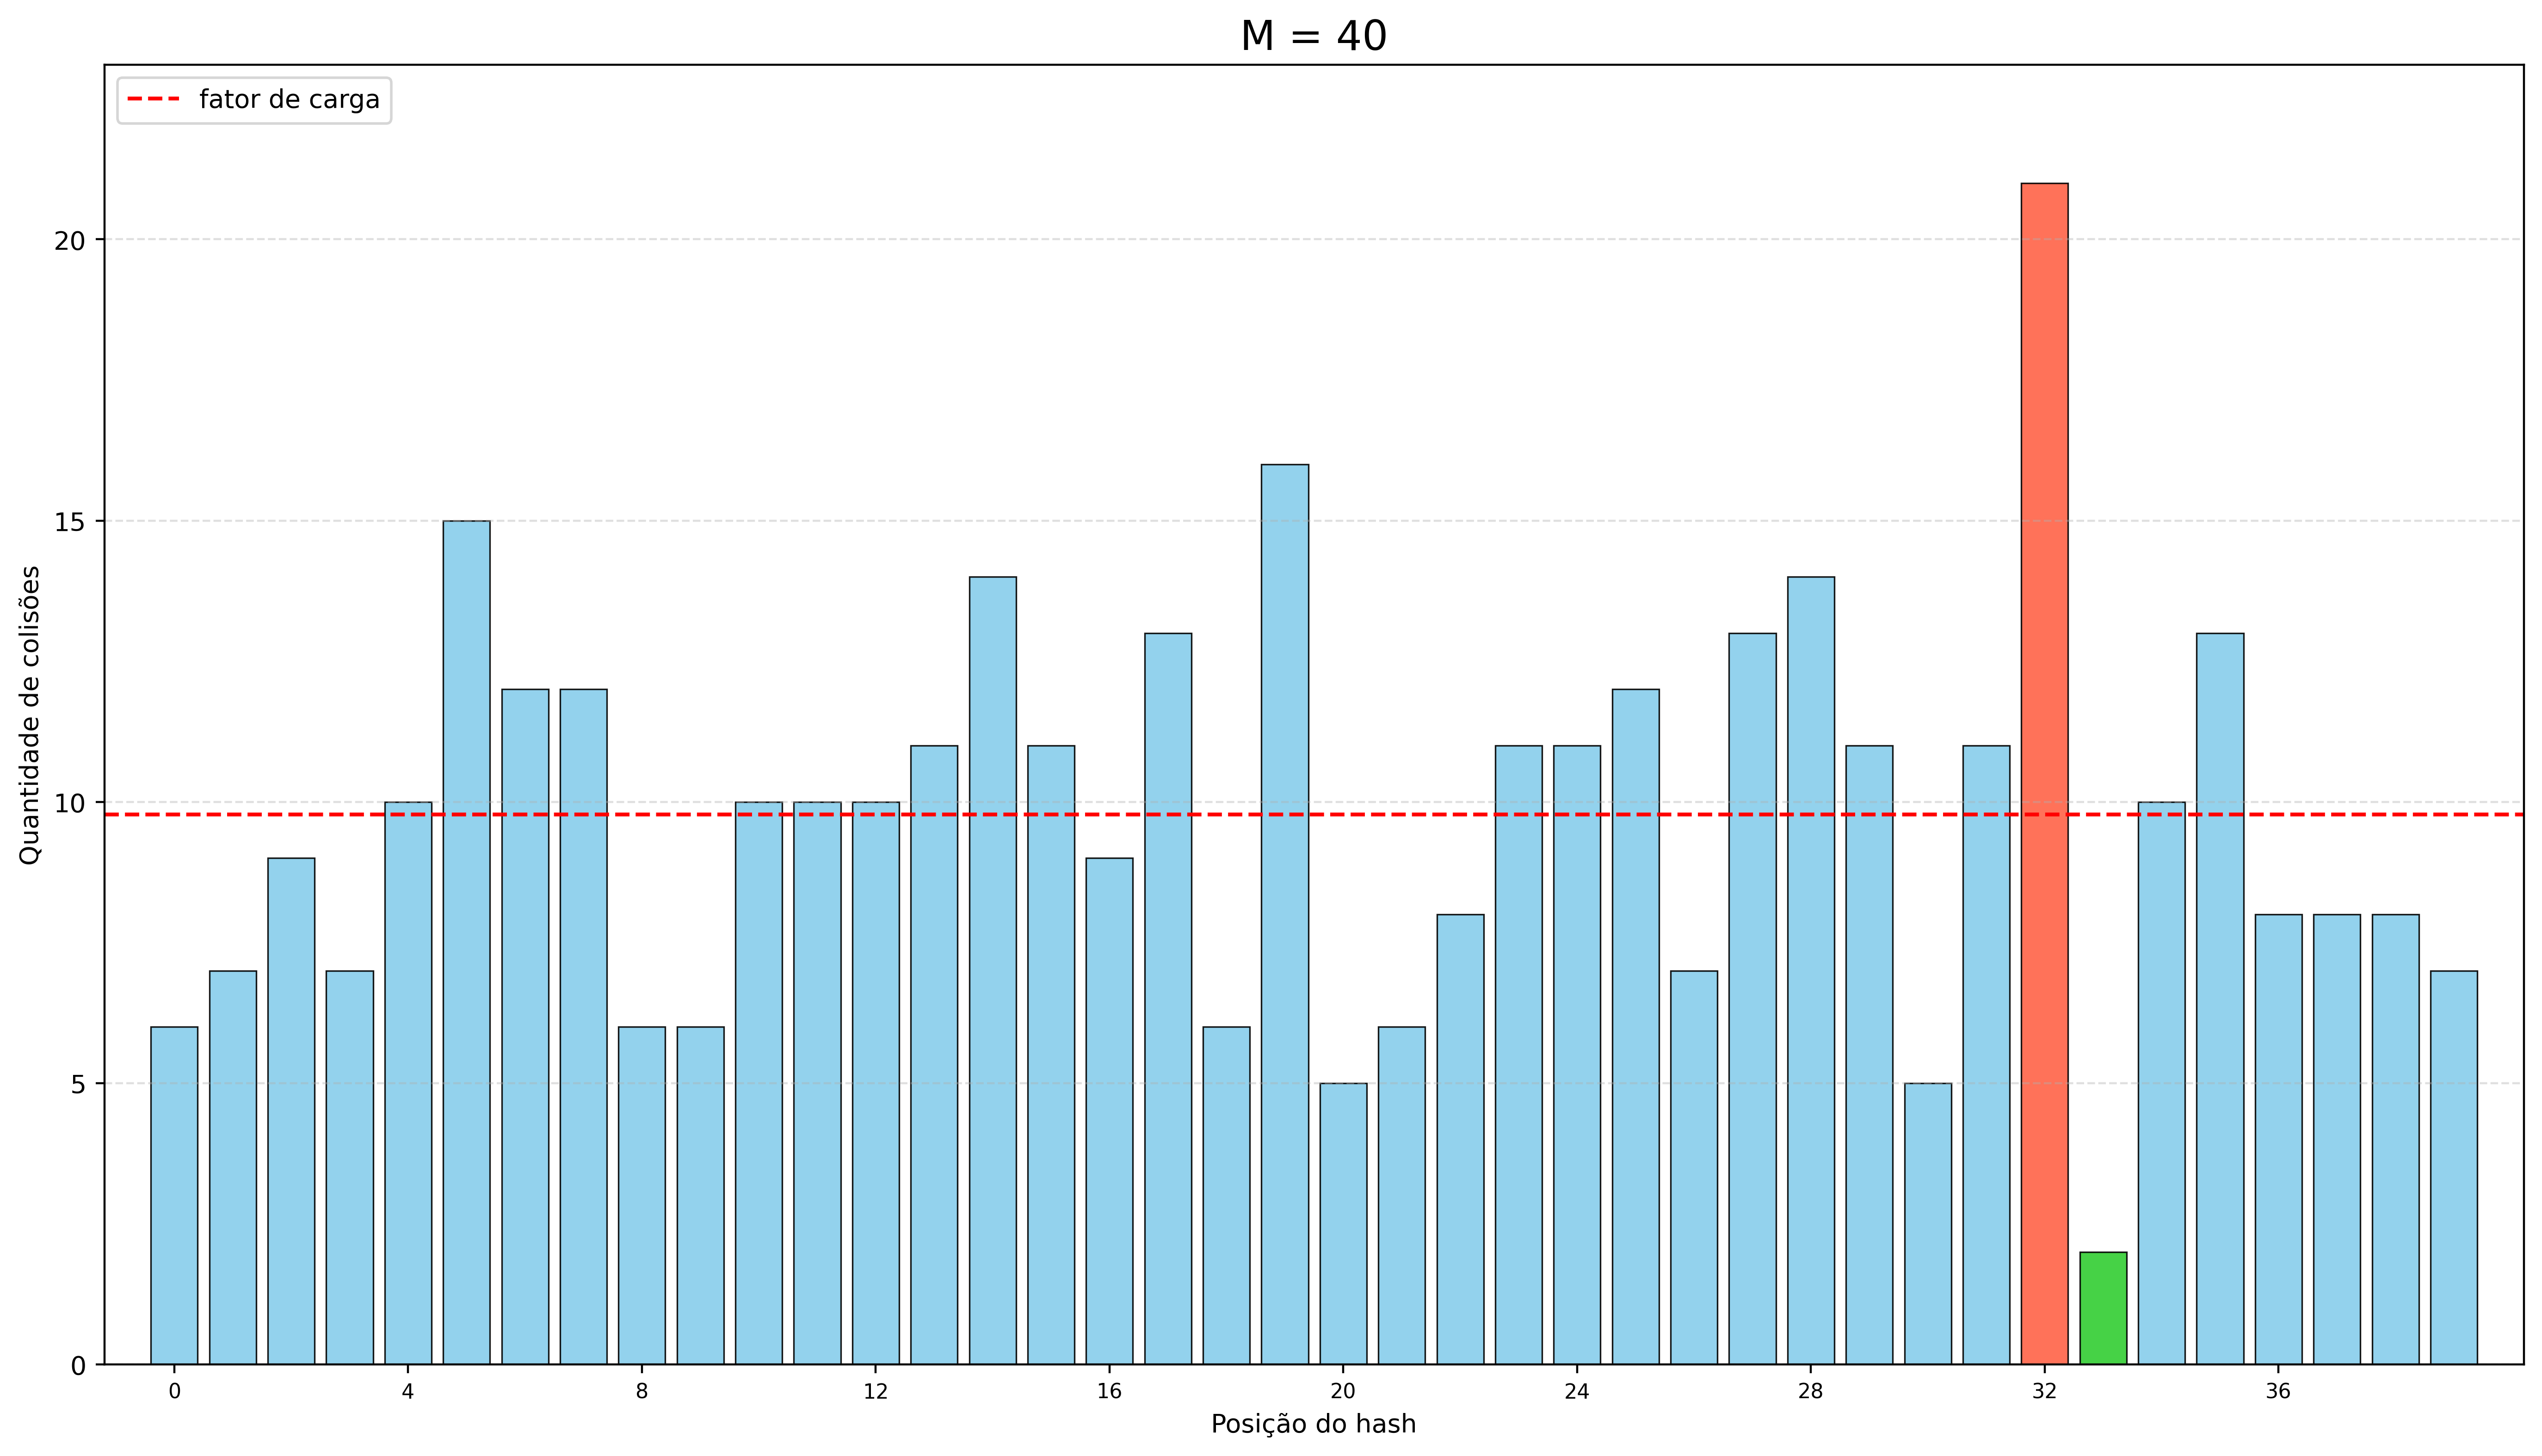 M = 40
fator de carga
Quantidade de colisões
20
15
10
5
0
0 4 8 12 16 20 24 28 32 36
Posição do hash